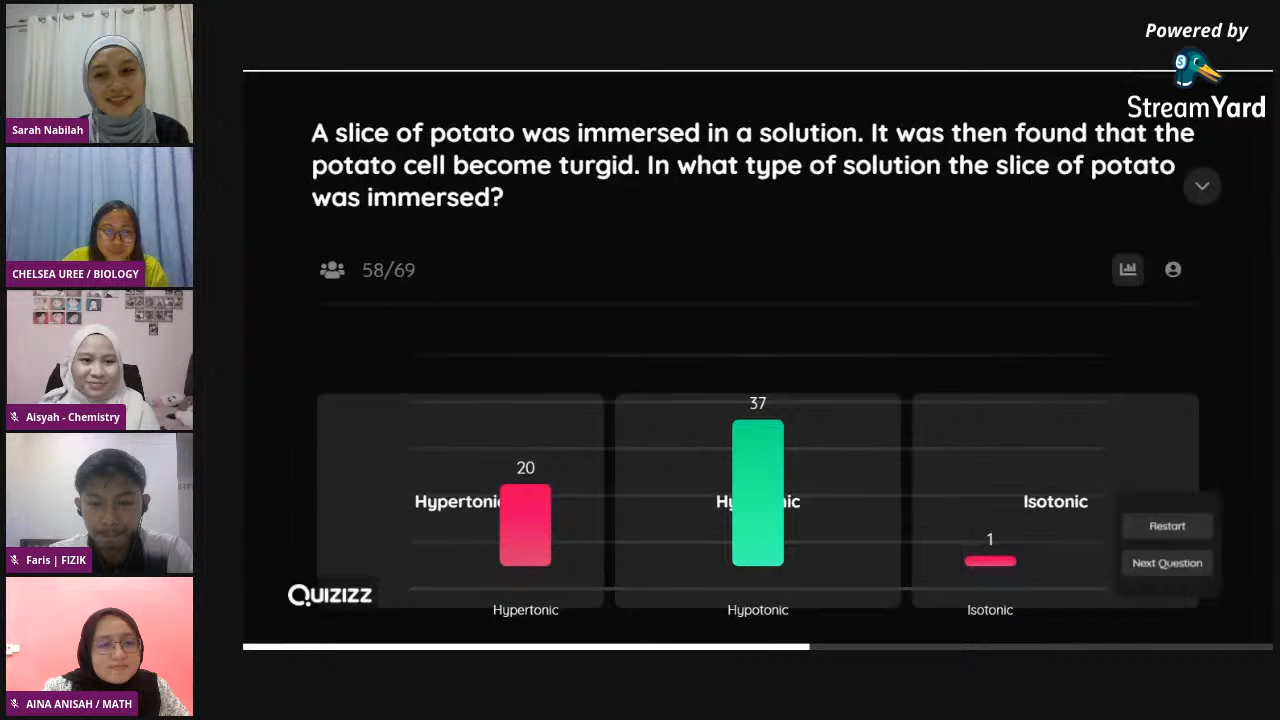 Powered by
StreamYard
Sarah Nabilah
CHELSEA UREE / BIOLOGY
Aisyah - Chemistry
Faris | FIZIK
AINA ANISAH / MATH
A slice of potato was immersed in a solution. It was then found that the
potato cell become turgid. In what type of solution the slice of potato
was immersed?
58/69
37
20
1
Isotonic
Restart
Next Question
QUIZIZZ
Hypertonic
Hypotonic
Isotonic